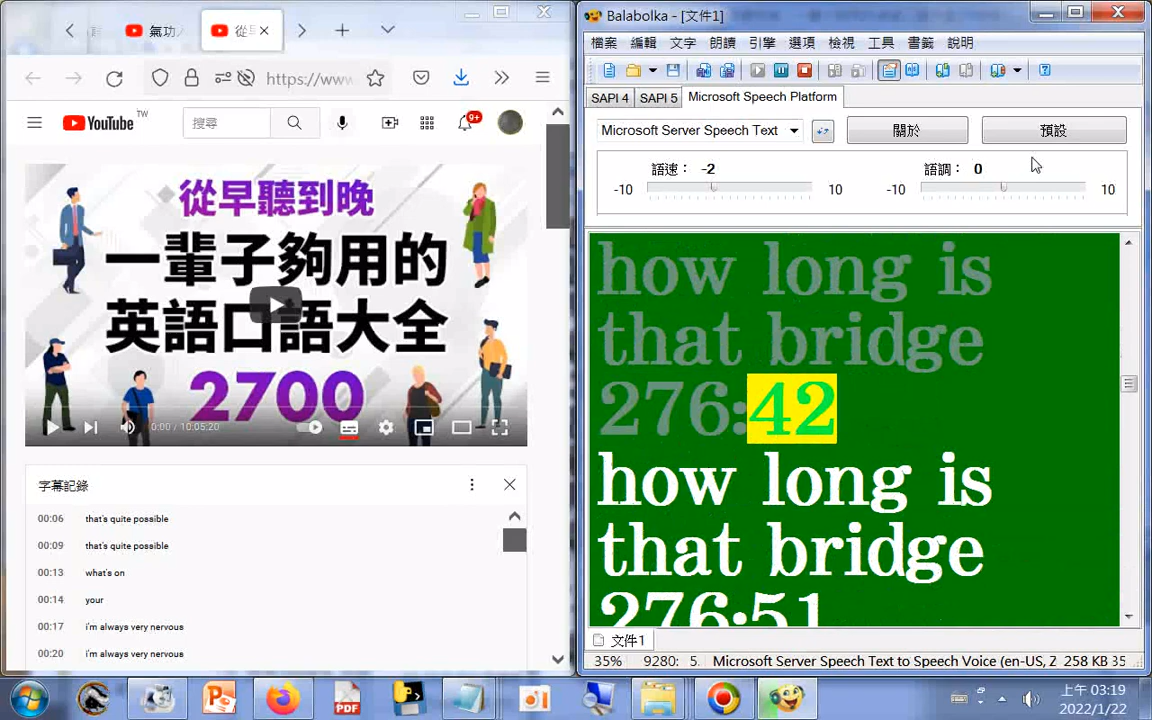 氣功
從
https://www
YouTube TW
搜尋
9+
從早聽到晚
一輩子夠用的
英語口語大全
2700
0:00 / 10:05:20
字幕記錄
00:06 that's quite possible
00:09 that's quite possible
00:13 what's on
00:14 your
00:17 i'm always very nervous
00:20 i'm always very nervous
Balabolka - [文件1]
檔案 編輯 文字 朗讀 引擎 選項 檢視 工具 書籤 說明
SAPI 4 SAPI 5 Microsoft Speech Platform
Microsoft Server Speech Text 關於 預設
語速： -2 語調： 0
-10 10 -10 10
how long is
that bridge
276:42
how long is
that bridge
276:51
文件1
35% 9280: 5. Microsoft Server Speech Text to Speech Voice (en-US, Z 258 KB 35
PDF
上午 03:19
2022/1/22